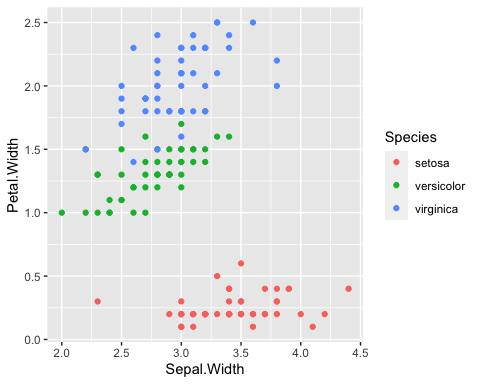 2.5
2.0
1.5
1.0
0.5
0.0
Petal.Width
2.0 2.5 3.0 3.5 4.0 4.5
Sepal.Width
Species
setosa
versicolor
virginica